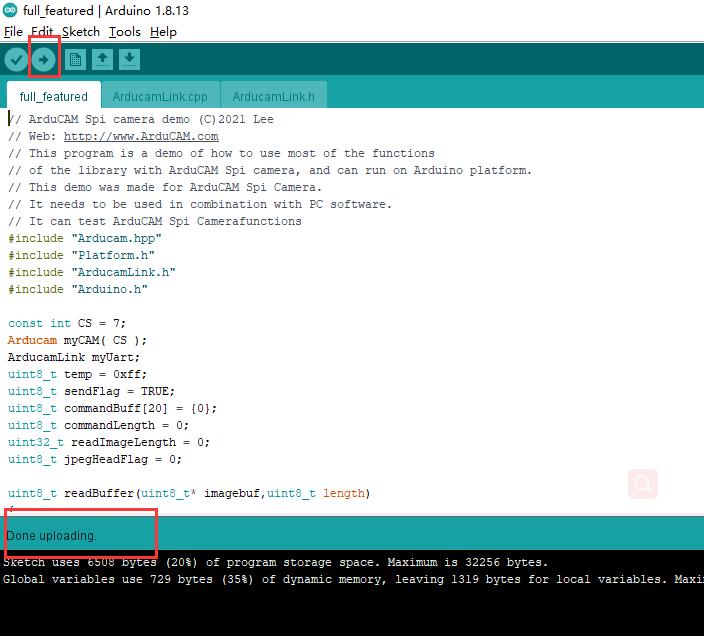 full_featured | Arduino 1.8.13
File Edit Sketch Tools Help
full_featured ArducamLink.cpp ArducamLink.h
// ArduCAM Spi camera demo (C)2021 Lee
// Web: http://www.ArduCAM.com
// This program is a demo of how to use most of the functions
// of the library with ArduCAM Spi camera, and can run on Arduino platform.
// This demo was made for ArduCAM Spi Camera.
// It needs to be used in combination with PC software.
// It can test ArduCAM Spi Camerafunctions
#include "Arducam.hpp"
#include "Platform.h"
#include "ArducamLink.h"
#include "Arduino.h"
const int CS = 7;
Arducam myCAM( CS );
ArducamLink myUart;
uint8_t temp = 0xff;
uint8_t sendFlag = TRUE;
uint8_t commandBuff[20] = {0};
uint8_t commandLength = 0;
uint32_t readImageLength = 0;
uint8_t jpegHeadFlag = 0;
uint8_t readBuffer(uint8_t* imagebuf,uint8_t length)
Done uploading.
Sketch uses 6508 bytes (20%) of program storage space. Maximum is 32256 bytes.
Global variables use 729 bytes (35%) of dynamic memory, leaving 1319 bytes for local variables. Maxi